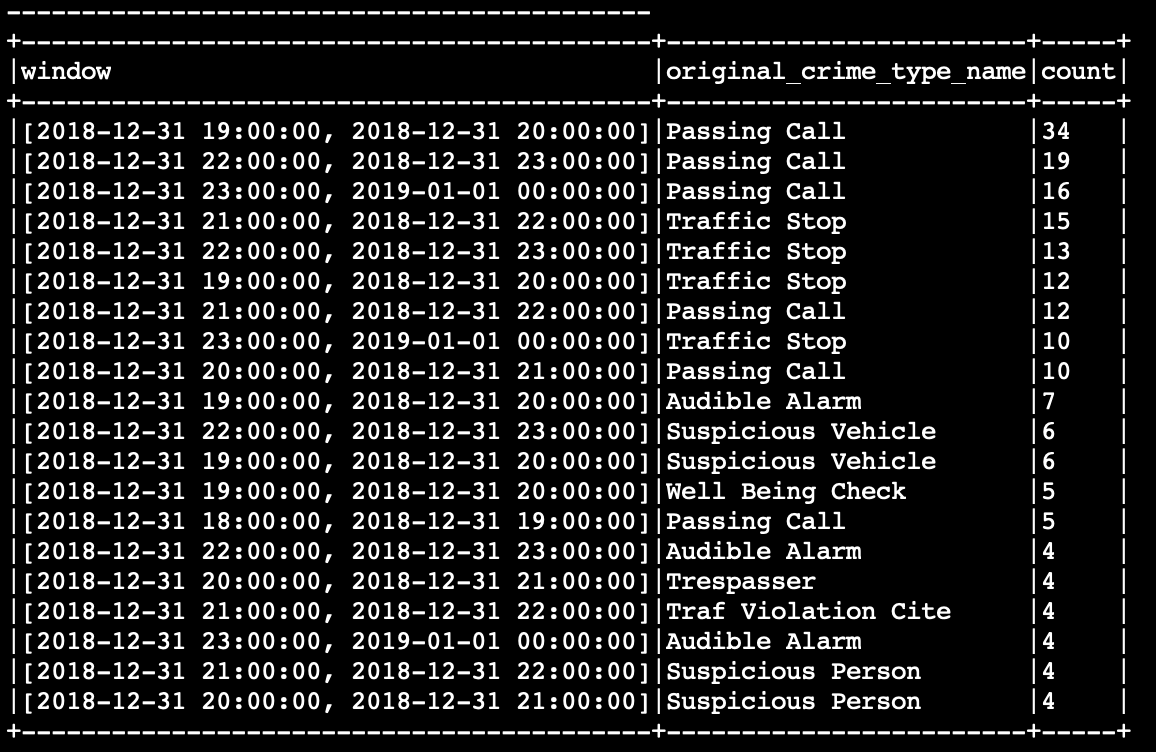 -------------------------------------------
+------------------------------------------+------------------------+-----+
|window                                    |original_crime_type_name|count|
+------------------------------------------+------------------------+-----+
|[2018-12-31 19:00:00, 2018-12-31 20:00:00]|Passing Call            |34   |
|[2018-12-31 22:00:00, 2018-12-31 23:00:00]|Passing Call            |19   |
|[2018-12-31 23:00:00, 2019-01-01 00:00:00]|Passing Call            |16   |
|[2018-12-31 21:00:00, 2018-12-31 22:00:00]|Traffic Stop            |15   |
|[2018-12-31 22:00:00, 2018-12-31 23:00:00]|Traffic Stop            |13   |
|[2018-12-31 19:00:00, 2018-12-31 20:00:00]|Traffic Stop            |12   |
|[2018-12-31 21:00:00, 2018-12-31 22:00:00]|Passing Call            |12   |
|[2018-12-31 23:00:00, 2019-01-01 00:00:00]|Traffic Stop            |10   |
|[2018-12-31 20:00:00, 2018-12-31 21:00:00]|Passing Call            |10   |
|[2018-12-31 19:00:00, 2018-12-31 20:00:00]|Audible Alarm           |7    |
|[2018-12-31 22:00:00, 2018-12-31 23:00:00]|Suspicious Vehicle      |6    |
|[2018-12-31 19:00:00, 2018-12-31 20:00:00]|Suspicious Vehicle      |6    |
|[2018-12-31 19:00:00, 2018-12-31 20:00:00]|Well Being Check        |5    |
|[2018-12-31 18:00:00, 2018-12-31 19:00:00]|Passing Call            |5    |
|[2018-12-31 22:00:00, 2018-12-31 23:00:00]|Audible Alarm           |4    |
|[2018-12-31 20:00:00, 2018-12-31 21:00:00]|Trespasser              |4    |
|[2018-12-31 21:00:00, 2018-12-31 22:00:00]|Traf Violation Cite     |4    |
|[2018-12-31 23:00:00, 2019-01-01 00:00:00]|Audible Alarm           |4    |
|[2018-12-31 21:00:00, 2018-12-31 22:00:00]|Suspicious Person       |4    |
|[2018-12-31 20:00:00, 2018-12-31 21:00:00]|Suspicious Person       |4    |
+------------------------------------------+------------------------+-----+